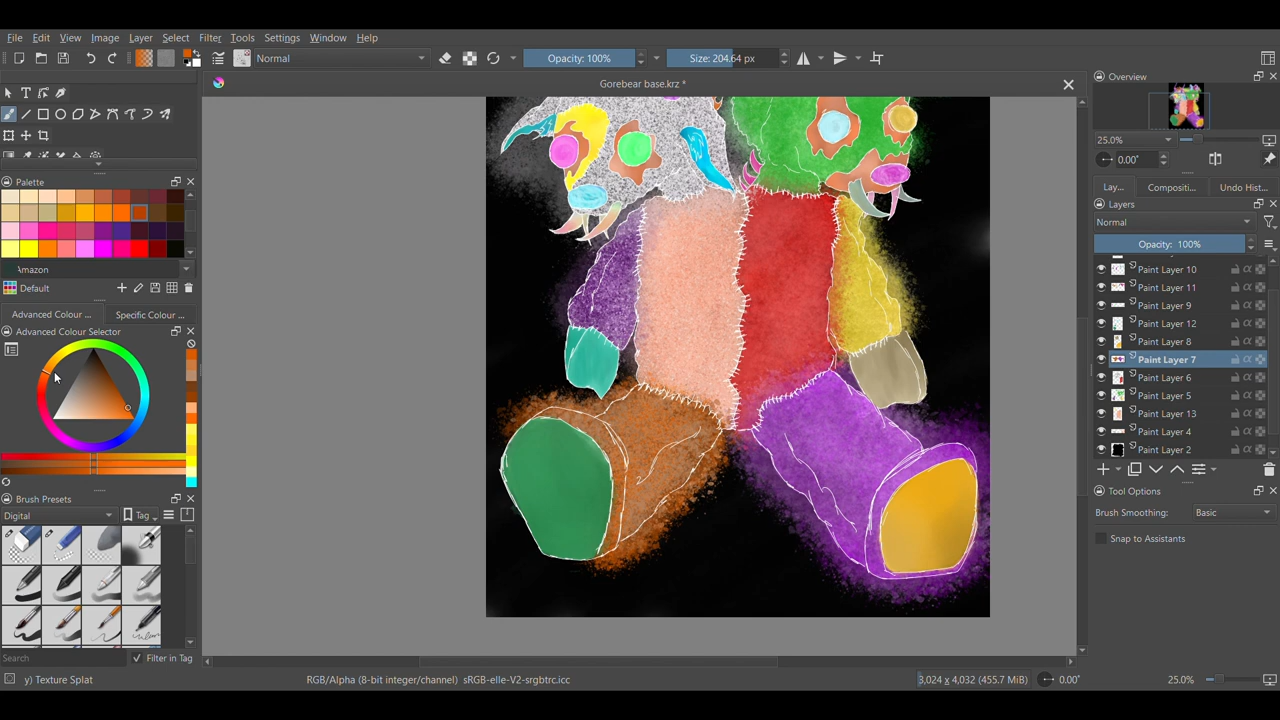 File Edit View Image Layer Select Filter Tools Settings Window Help
Normal Opacity: 100% Size: 204.64 px
Gorebear base.krz *
Overview
25.0%
0.00°
Palette
Amazon
Default
Advanced Colour ... Specific Colour ...
Advanced Colour Selector
Brush Presets
Digital Tag
Search Filter in Tag
Lay... Compositi... Undo Hist...
Layers
Normal
Opacity: 100%
Paint Layer 10
Paint Layer 11
Paint Layer 9
Paint Layer 12
Paint Layer 8
Paint Layer 7
Paint Layer 6
Paint Layer 5
Paint Layer 13
Paint Layer 4
Paint Layer 2
Tool Options
Brush Smoothing: Basic
Snap to Assistants
y) Texture Splat RGB/Alpha (8-bit integer/channel) sRGB-elle-V2-srgbtrc.icc 3,024 x 4,032 (455.7 MiB) 0.00° 25.0%